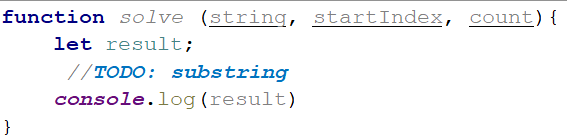 function solve (string, startIndex, count){
let result;
//TODO: substring
console.log(result)
}